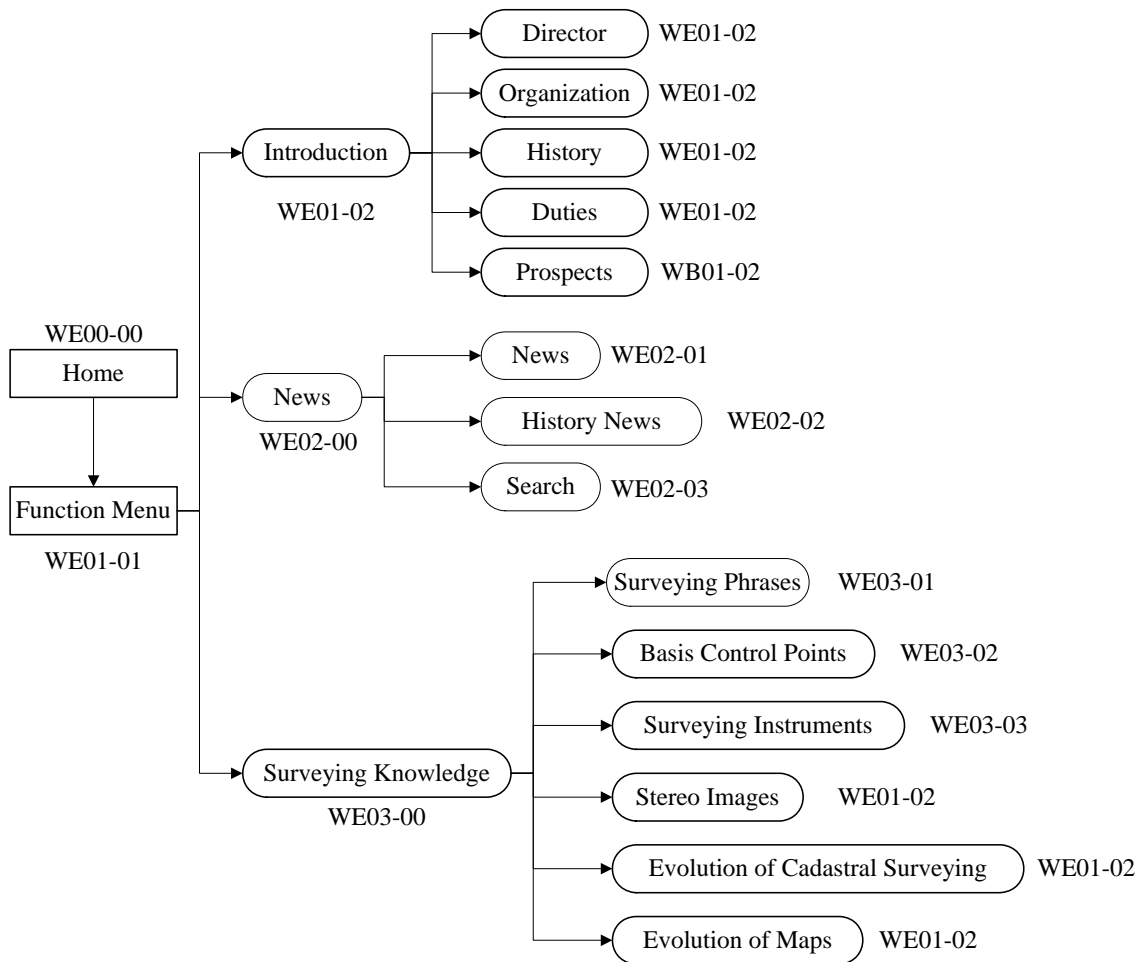 Director WE01-02
Organization WE01-02
Introduction
History WE01-02
WE01-02
Duties WE01-02
Prospects WB01-02
WE00-00
Home
News WE02-01
News
History News WE02-02
WE02-00
Search WE02-03
Function Menu
WE01-01
Surveying Phrases WE03-01
Basis Control Points WE03-02
Surveying Instruments WE03-03
Surveying Knowledge
WE03-00
Stereo Images WE01-02
Evolution of Cadastral Surveying WE01-02
Evolution of Maps WE01-02